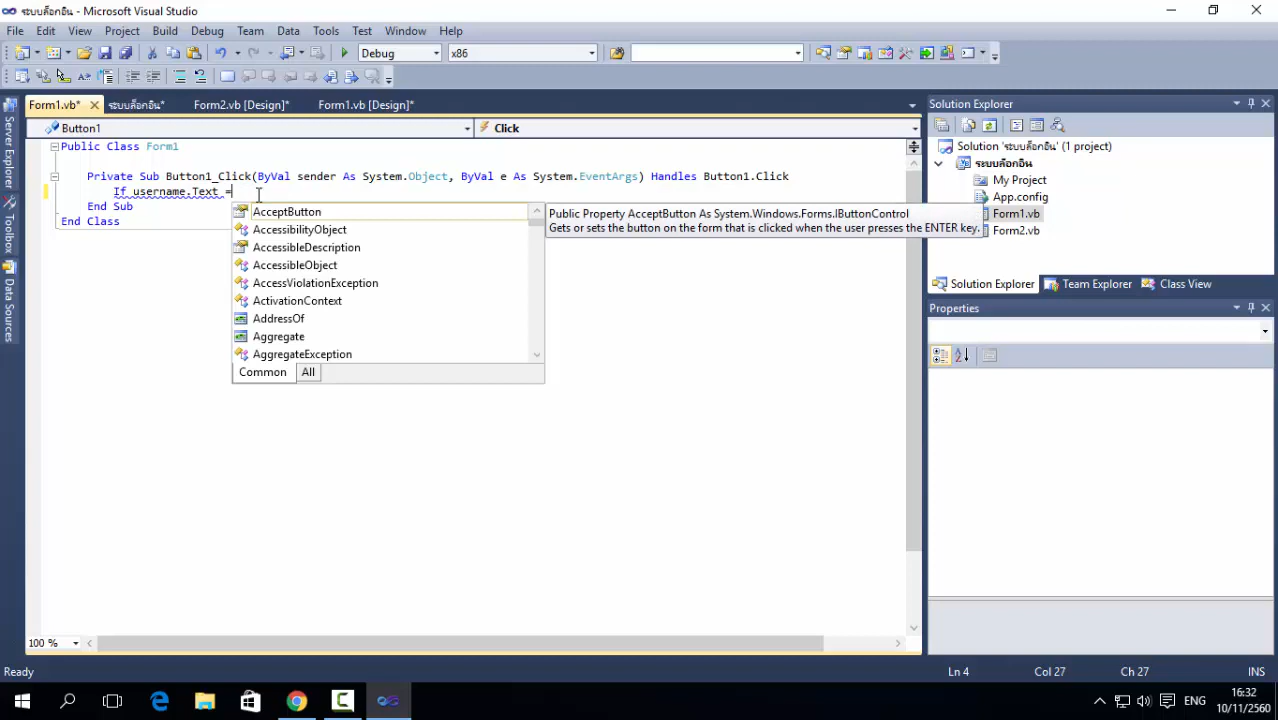 ระบบล็อกอิน - Microsoft Visual Studio
File Edit View Project Build Debug Team Data Tools Test Window Help
Debug x86
Form1.vb* ระบบล็อกอิน* Form2.vb [Design]* Form1.vb [Design]*
Button1 Click
Public Class Form1
Private Sub Button1_Click(ByVal sender As System.Object, ByVal e As System.EventArgs) Handles Button1.Click
If username.Text =
End Sub
End Class
AcceptButton
AccessibilityObject
AccessibleDescription
AccessibleObject
AccessViolationException
ActivationContext
AddressOf
Aggregate
AggregateException
Common All
Public Property AcceptButton As System.Windows.Forms.IButtonControl
Gets or sets the button on the form that is clicked when the user presses the ENTER key.
Server Explorer
Toolbox
Data Sources
Solution Explorer
Solution 'ระบบล็อกอิน' (1 project)
ระบบล็อกอิน
My Project
App.config
Form1.vb
Form2.vb
Solution Explorer Team Explorer Class View
Properties
100 %
Ready Ln 4 Col 27 Ch 27 INS
ENG
16:32
10/11/2560